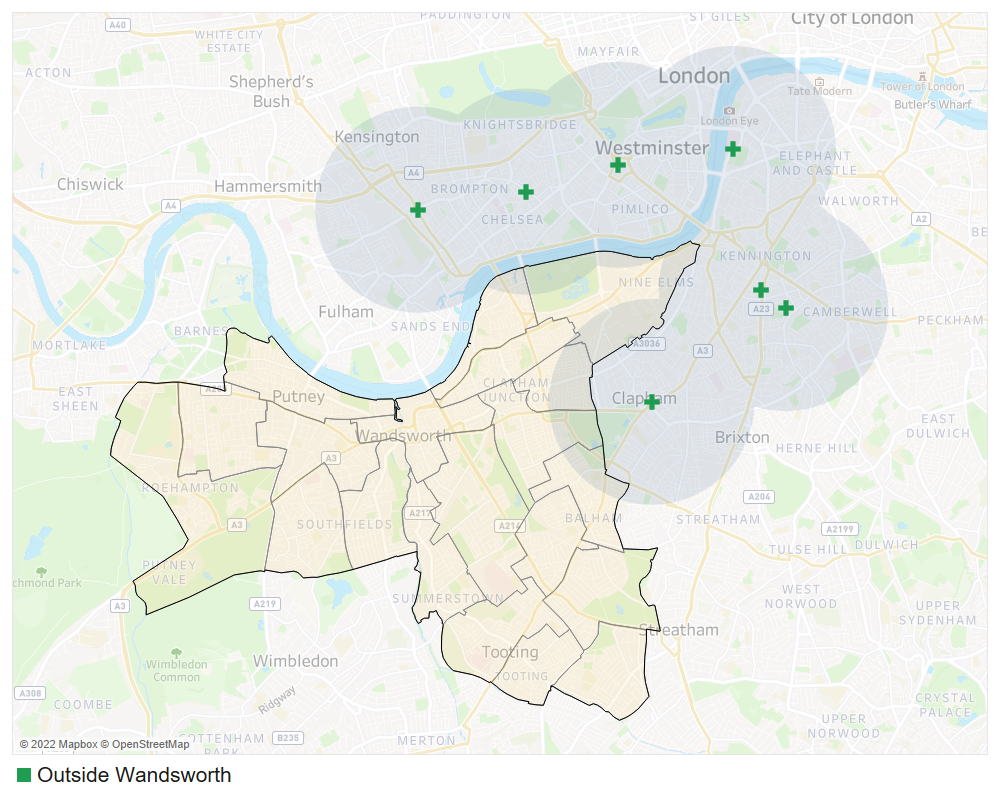 A40
PADDINGTON
ST GILES
City of London
WHITE CITY
ESTATE
MAYFAIR
ACTON
Shepherd's
Bush
London
Tate Modern
Tower of London
Butler's Wharf
Kensington
KNIGHTSBRIDGE
London Eye
Westminster
ELEPHANT
AND CASTLE
Chiswick
Hammersmith
A4
BROMPTON
A4
CHELSEA
PIMLICO
WALWORTH
A2
BE
KENNINGTON
NINE ELMS
Fulham
A23
CAMBERWELL
PECKHAM
SANDS END
BARNES
MORTLAKE
A3036
A3
EAST
SHEEN
CLAPHAM
JUNCTION
Putney
Clapham
Wandsworth
Brixton
EAST
DULWICH
HERNE HILL
A3
ROEHAMPTON
A204
A3
SOUTHFIELDS
A217
A214
BALHAM
STREATHAM
A2199
TULSE HILL
DULWICH
PUTNEY
VALE
chmond Park
A3
A219
SUMMERSTOWN
WEST
NORWOOD
UPPER
SYDENHAM
Streatham
Wimbledon
Common
Wimbledon
Tooting
TOOTING
A308
COOMBE
Ridgway
CRYSTAL
PALACE
UPPER
NORWOOD
COTTENHAM
PARK
B235
MERTON
© 2022 Mapbox © OpenStreetMap
Outside Wandsworth